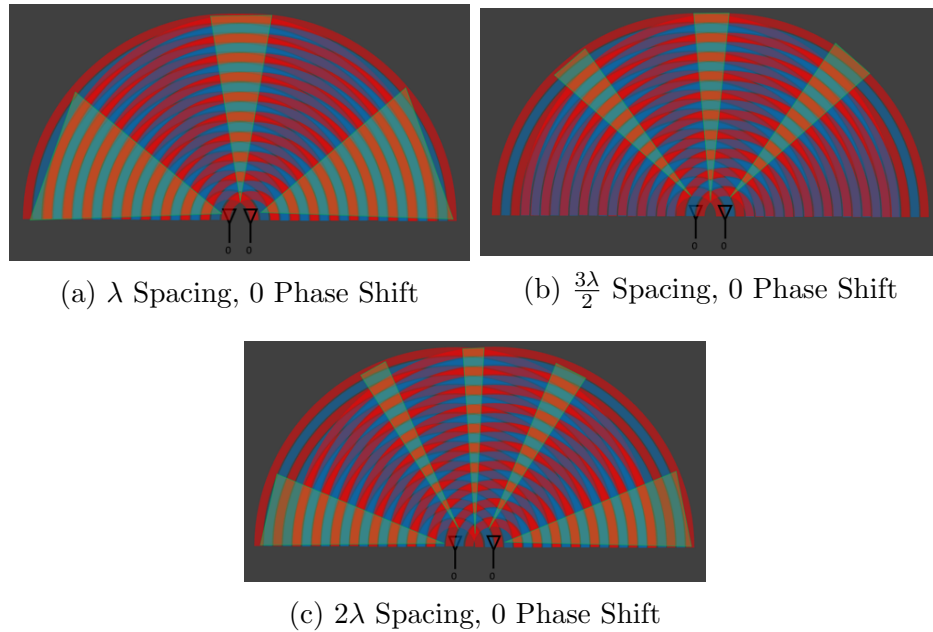 0 0
(a) λ Spacing, 0 Phase Shift
0 0
(b) 3λ/2 Spacing, 0 Phase Shift
0 0
(c) 2λ Spacing, 0 Phase Shift